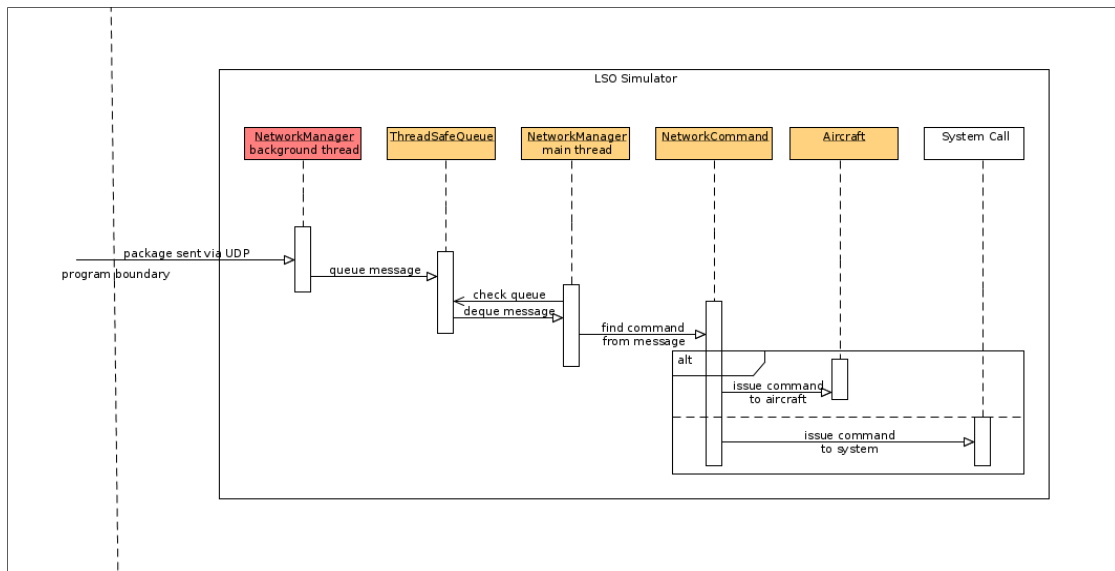 LSO Simulator
NetworkManager
background thread
ThreadSafeQueue
NetworkManager
main thread
NetworkCommand
Aircraft
System Call
package sent via UDP
program boundary
queue message
check queue
deque message
find command
from message
alt
issue command
to aircraft
issue command
to system